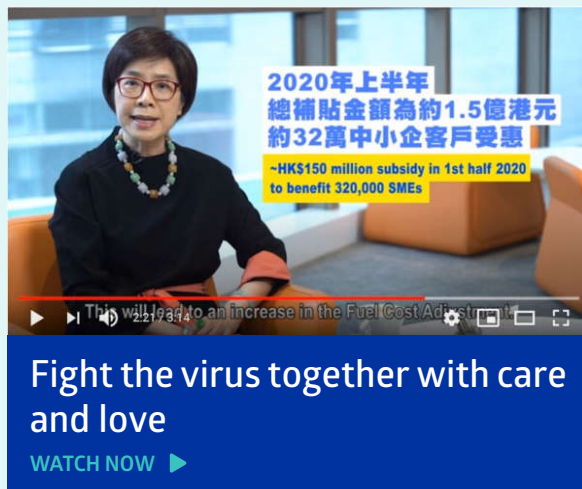 2020年上半年
總補貼金額為約1.5億港元
約32萬中小企客戶受惠
~HK$150 million subsidy in 1st half 2020
to benefit 320,000 SMEs
This will lead to an increase in the Fuel Cost Adjustment.
2:21 / 3:14
Fight the virus together with care
and love
WATCH NOW